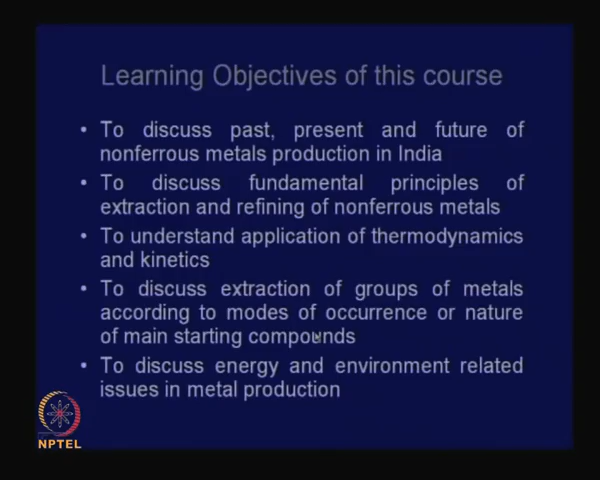 Learning Objectives of this course
• To discuss past, present and future of
nonferrous metals production in India
• To discuss fundamental principles of
extraction and refining of nonferrous metals
• To understand application of thermodynamics
and kinetics
• To discuss extraction of groups of metals
according to modes of occurrence or nature
of main starting compounds
• To discuss energy and environment related
issues in metal production
NPTEL